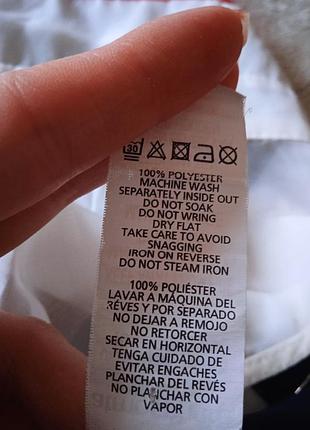 30
100% POLYESTER
MACHINE WASH
SEPARATELY INSIDE OUT
DO NOT SOAK
DO NOT WRING
DRY FLAT
TAKE CARE TO AVOID
SNAGGING
IRON ON REVERSE
DO NOT STEAM IRON
100% POLIÉSTER
LAVAR A MÁQUINA DEL
RÉVES Y POR SEPARADO
NO DEJAR A REMOJO
NO RETORCER
SECAR EN HORIZONTAL
TENGA CUIDADO DE
EVITAR ENGACHES
PLANCHAR DEL REVÉS
NO PLANCHAR CON
VAPOR